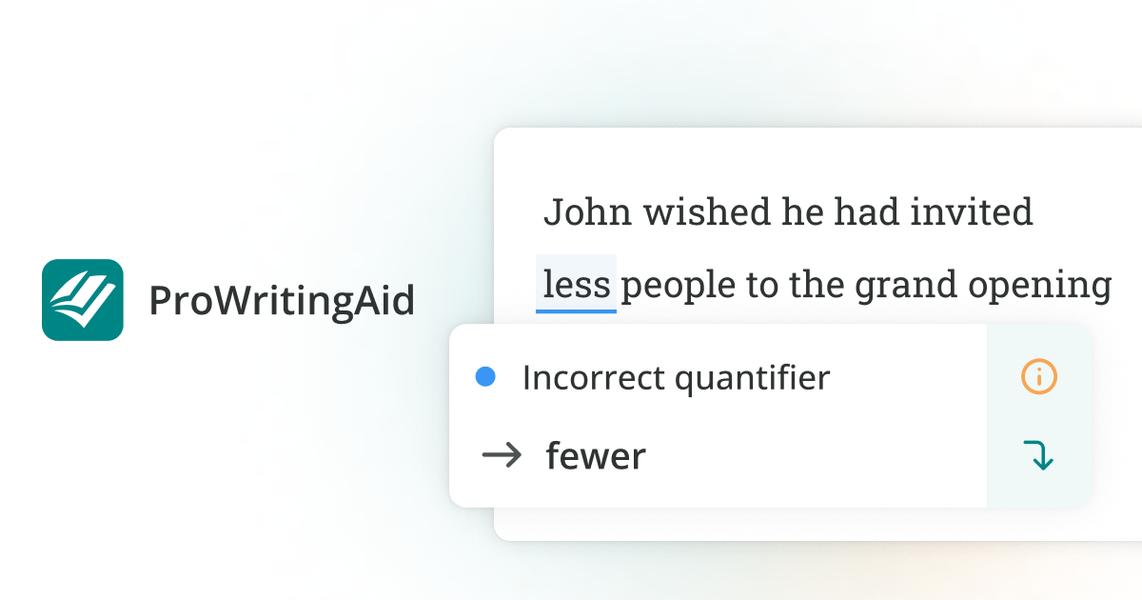 ProWritingAid
John wished he had invited
less people to the grand opening
Incorrect quantifier
fewer